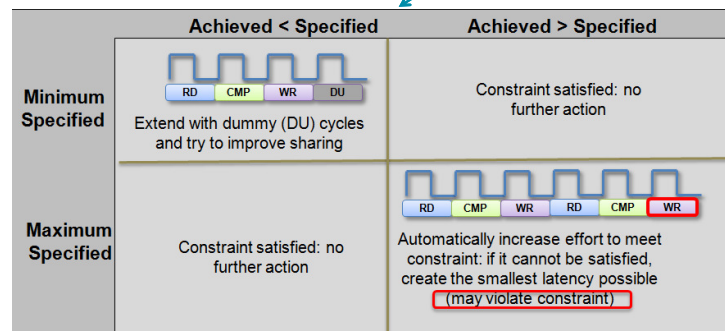 Achieved < Specified
Achieved > Specified
Minimum
Specified
RD CMP WR DU
Extend with dummy (DU) cycles
and try to improve sharing
Constraint satisfied: no
further action
Maximum
Specified
Constraint satisfied: no
further action
RD CMP WR RD CMP WR
Automatically increase effort to meet
constraint: if it cannot be satisfied,
create the smallest latency possible
(may violate constraint)